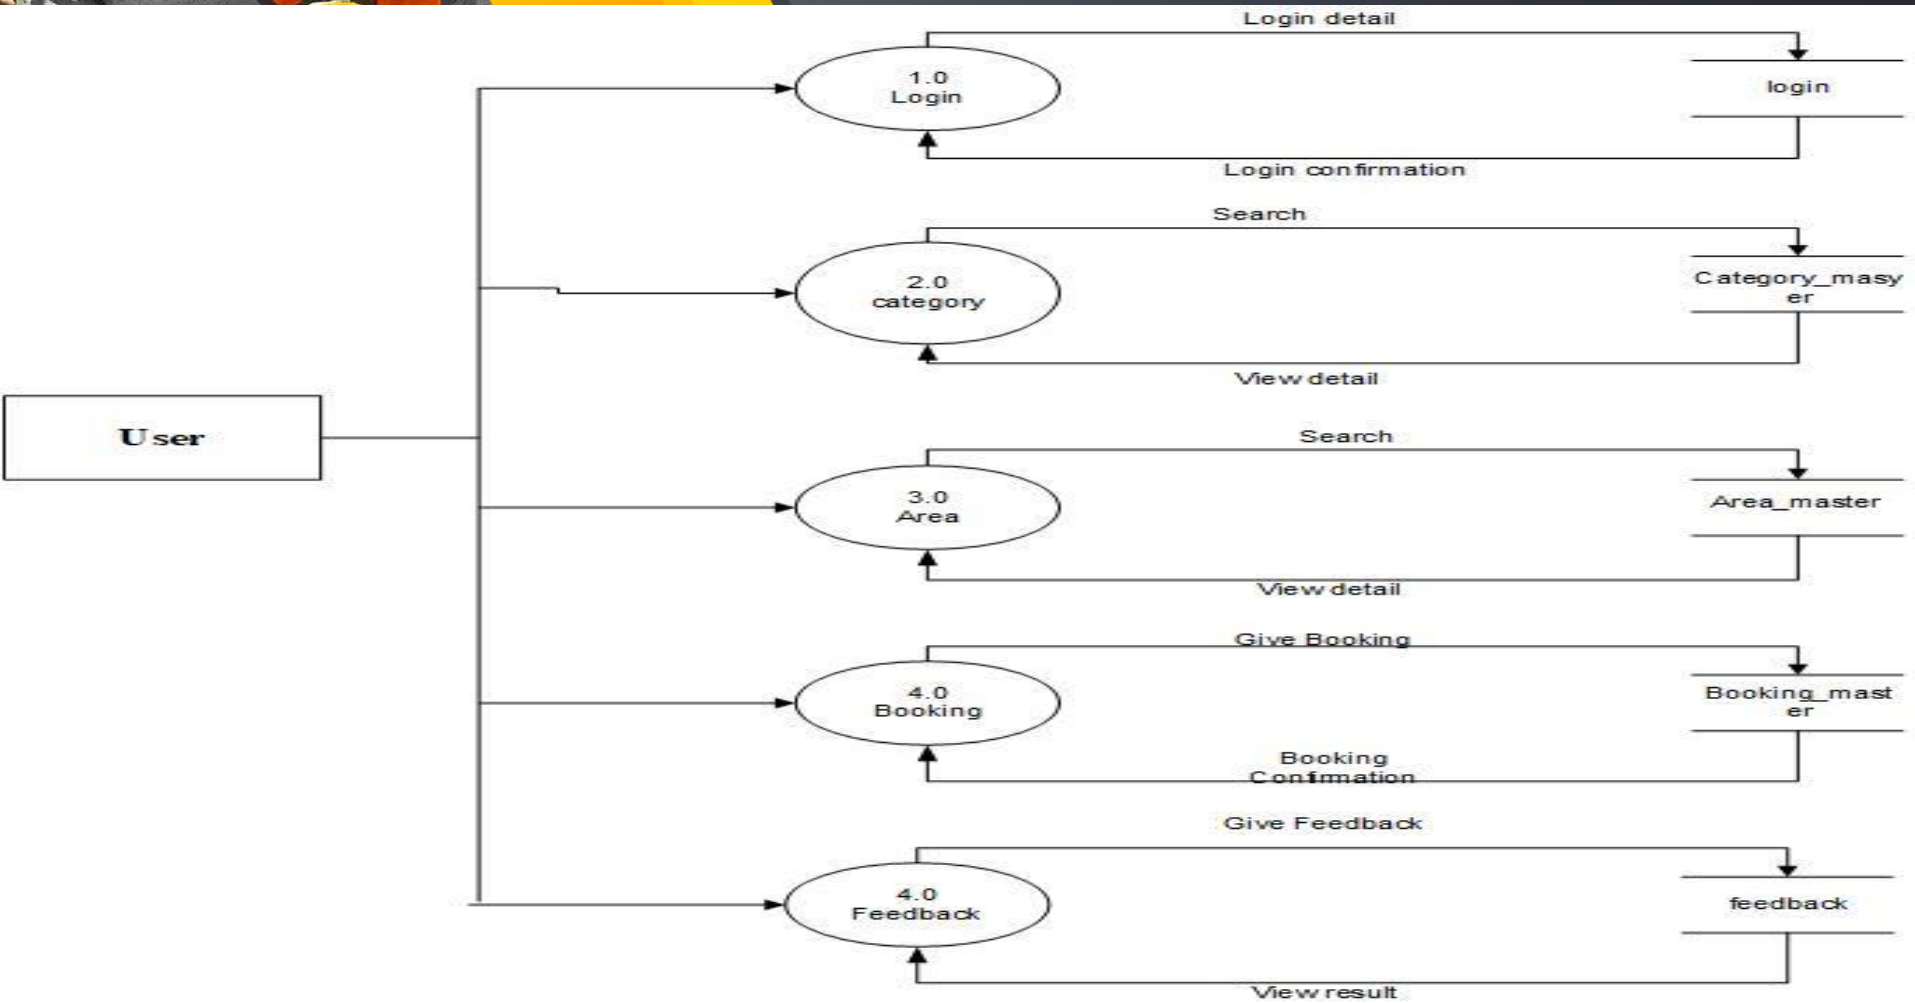 Login detail
1.0
Login
login
Login confirmation
Search
2.0
category
Category_masy
er
View detail
User
Search
3.0
Area
Area_master
View detail
Give Booking
4.0
Booking
Booking_mast
er
Booking
Confirmation
Give Feedback
4.0
Feedback
feedback
View result